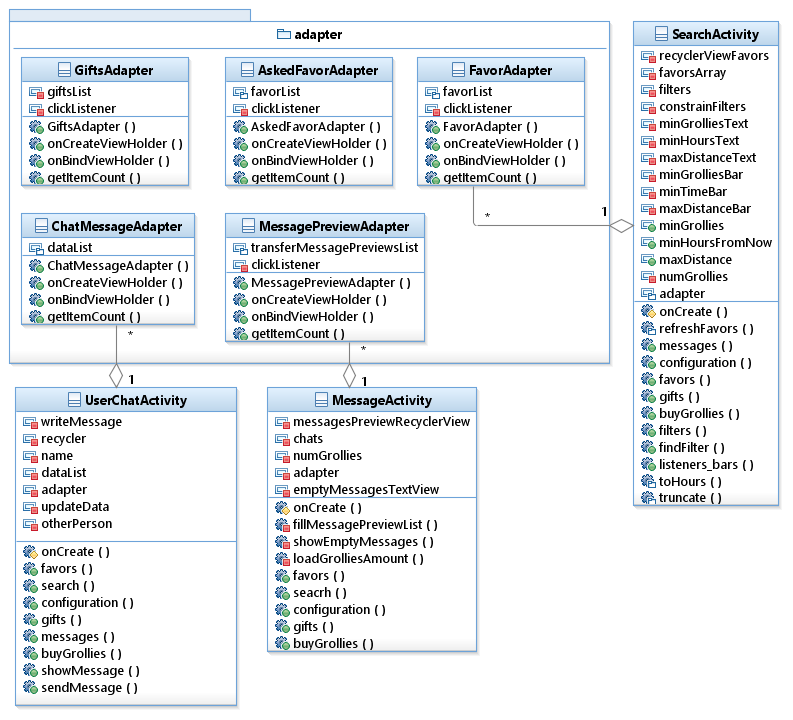 adapter
GiftsAdapter
giftsList
clickListener
GiftsAdapter ( )
onCreateViewHolder ( )
onBindViewHolder ( )
getItemCount ( )
AskedFavorAdapter
favorList
clickListener
AskedFavorAdapter ( )
onCreateViewHolder ( )
onBindViewHolder ( )
getItemCount ( )
FavorAdapter
favorList
clickListener
FavorAdapter ( )
onCreateViewHolder ( )
onBindViewHolder ( )
getItemCount ( )
*
1
SearchActivity
recyclerViewFavors
favorsArray
filters
constrainFilters
minGrolliesText
minHoursText
maxDistanceText
minGrolliesBar
minTimeBar
maxDistanceBar
minGrollies
minHoursFromNow
maxDistance
numGrollies
adapter
onCreate ( )
refreshFavors ( )
messages ( )
configuration ( )
favors ( )
gifts ( )
buyGrollies ( )
filters ( )
findFilter ( )
listeners_bars ( )
toHours ( )
truncate ( )
ChatMessageAdapter
dataList
ChatMessageAdapter ( )
onCreateViewHolder ( )
onBindViewHolder ( )
getItemCount ( )
*
1
MessagePreviewAdapter
transferMessagePreviewsList
clickListener
MessagePreviewAdapter ( )
onCreateViewHolder ( )
onBindViewHolder ( )
getItemCount ( )
*
1
UserChatActivity
writeMessage
recycler
name
dataList
adapter
updateData
otherPerson
onCreate ( )
favors ( )
search ( )
configuration ( )
gifts ( )
messages ( )
buyGrollies ( )
showMessage ( )
sendMessage ( )
MessageActivity
messagesPreviewRecyclerView
chats
numGrollies
adapter
emptyMessagesTextView
onCreate ( )
fillMessagePreviewList ( )
showEmptyMessages ( )
loadGrolliesAmount ( )
favors ( )
seacrh ( )
configuration ( )
gifts ( )
buyGrollies ( )